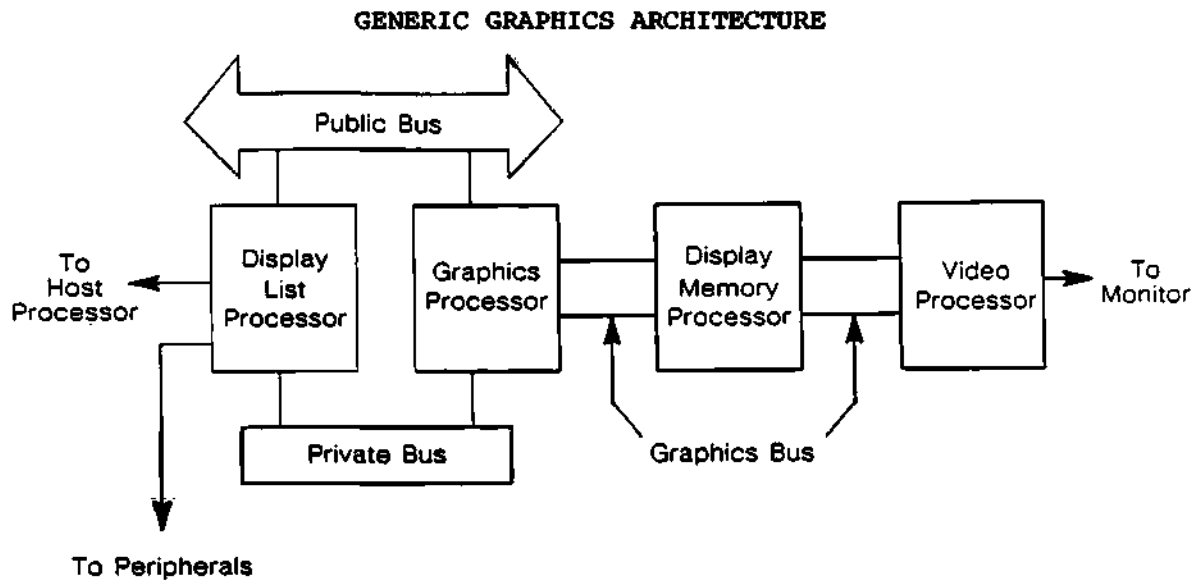 GENERIC GRAPHICS ARCHITECTURE
Public Bus
To
Host
Processor
Display
List
Processor
Graphics
Processor
Display
Memory
Processor
Video
Processor
To
Monitor
Private Bus
Graphics Bus
To Peripherals